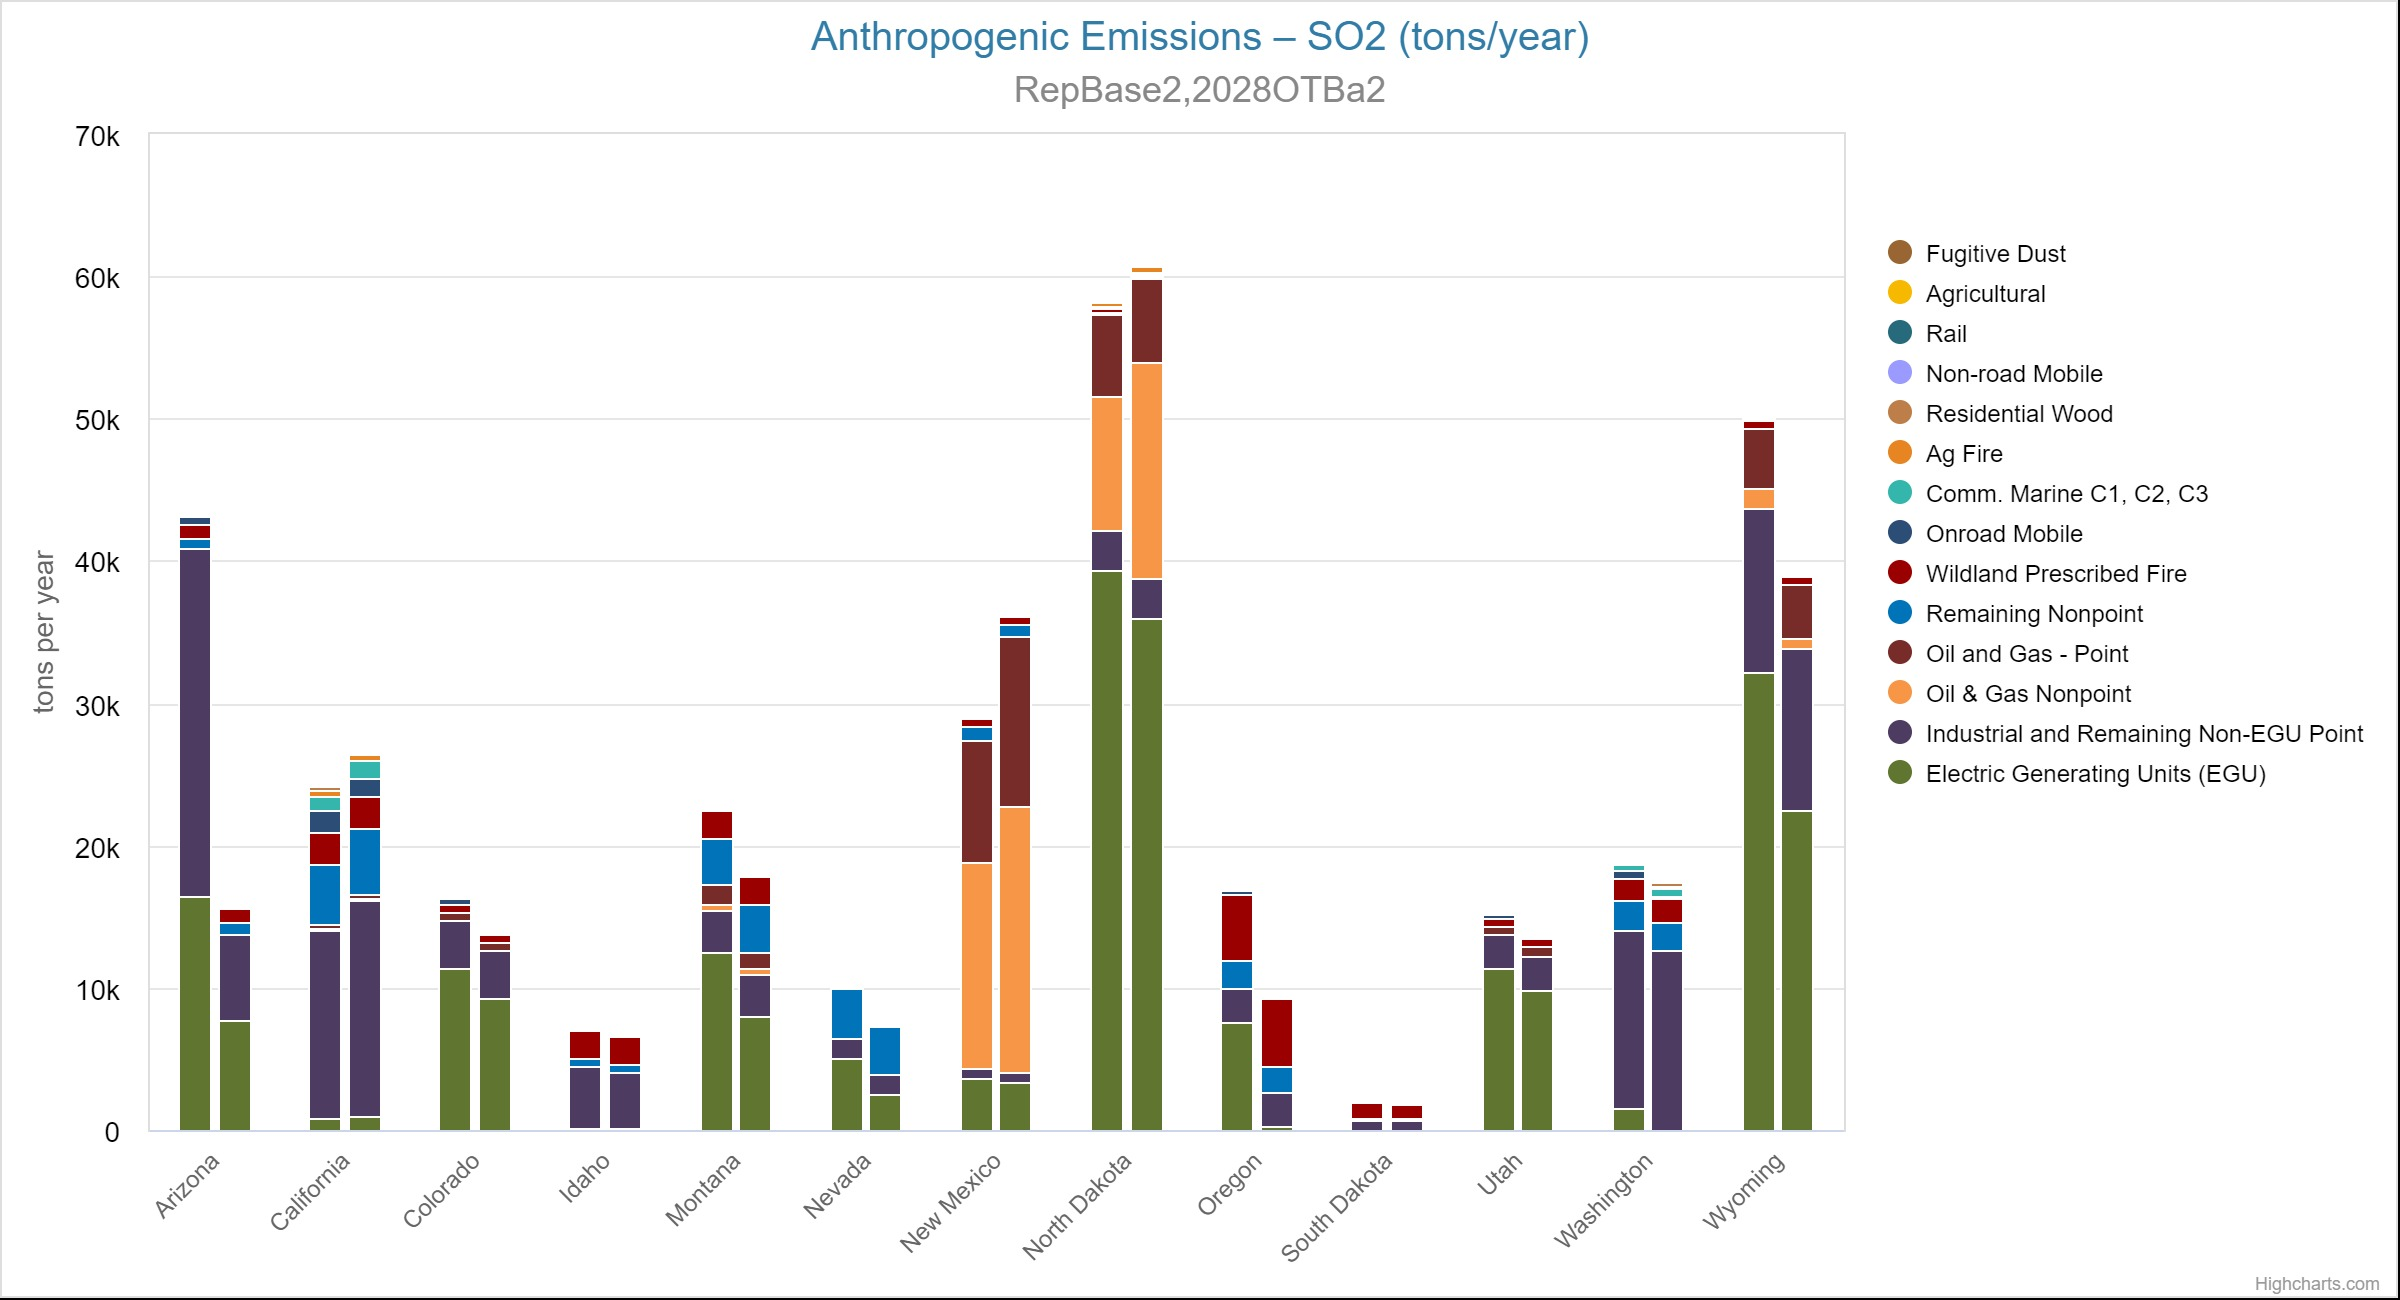 Anthropogenic Emissions – SO2 (tons/year)
RepBase2,2028OTBa2
70k
60k
50k
40k
30k
20k
10k
0
tons per year
Arizona
California
Colorado
Idaho
Montana
Nevada
New Mexico
North Dakota
Oregon
South Dakota
Utah
Washington
Wyoming
Fugitive Dust
Agricultural
Rail
Non-road Mobile
Residential Wood
Ag Fire
Comm. Marine C1, C2, C3
Onroad Mobile
Wildland Prescribed Fire
Remaining Nonpoint
Oil and Gas - Point
Oil & Gas Nonpoint
Industrial and Remaining Non-EGU Point
Electric Generating Units (EGU)
Highcharts.com